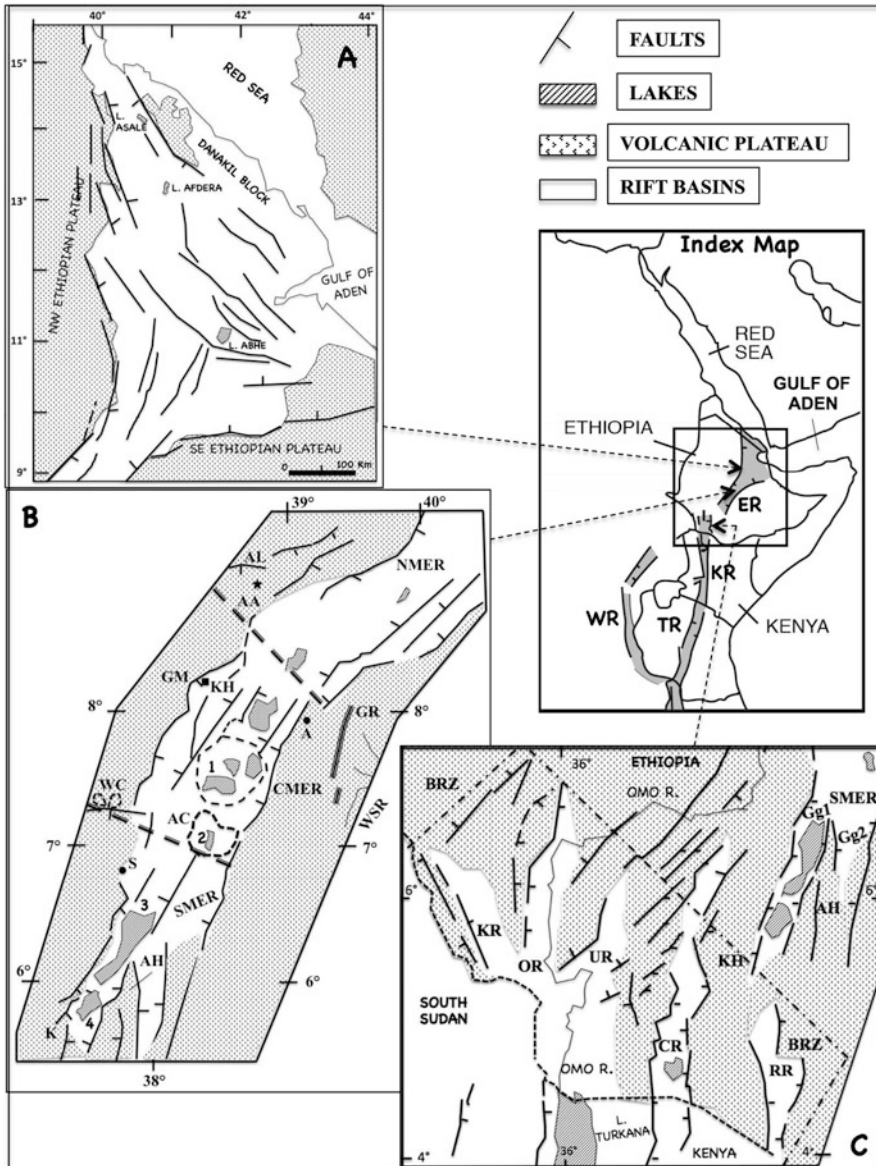 40°
42°
44°
15°
13°
11°
9°
A
RED SEA
L. ASALE
DANAKIL BLOCK
L. AFDERA
NW ETHIOPIAN PLATEAU
GULF OF
ADEN
L. ABHE
SE ETHIOPIAN PLATEAU
0 100 Km
FAULTS
LAKES
VOLCANIC PLATEAU
RIFT BASINS
Index Map
RED
SEA
GULF OF
ADEN
ETHIOPIA
ER
KR
WR
TR
KENYA
B
39°
40°
AL
AA
NMER
GM
KH
8°
A
GR
8°
1
CMER
WC
AC
WSR
7°
2
7°
S
SMER
3
AH
6°
6°
K
4
38°
BRZ
36°
ETHIOPIA
OMO R.
Gg1
SMER
Gg2
6°
6°
KR
AH
OR
UR
KH
SOUTH
SUDAN
CR
BRZ
OMO R.
RR
L.
TURKANA
C
4°
36°
KENYA
4°